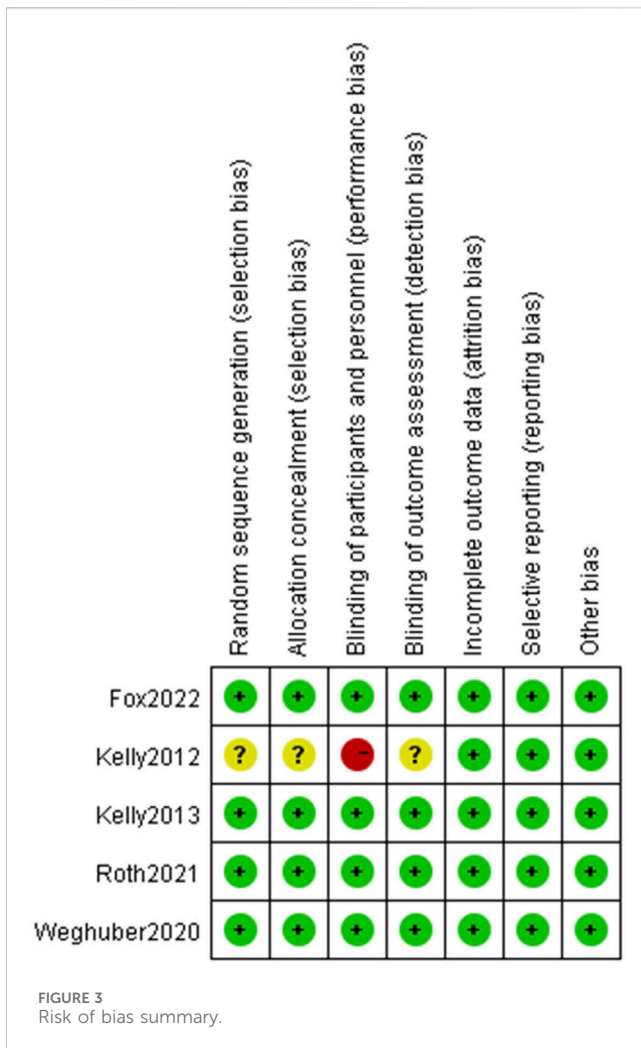 Random sequence generation (selection bias)
Allocation concealment (selection bias)
Blinding of participants and personnel (performance bias)
Blinding of outcome assessment (detection bias)
Incomplete outcome data (attrition bias)
Selective reporting (reporting bias)
Other bias
Fox2022 + + + + + + +
Kelly2012 ? ? - ? + + +
Kelly2013 + + + + + + +
Roth2021 + + + + + + +
Weghuber2020 + + + + + + +
FIGURE 3
Risk of bias summary.